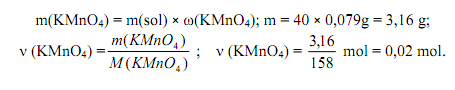 m(KMnO₄) = m(sol) × ω(KMnO₄); m = 40 × 0,079g = 3,16 g;
ν (KMnO₄) = m(KMnO₄) / M(KMnO₄) ; ν (KMnO₄) = 3,16 / 158 mol = 0,02 mol.